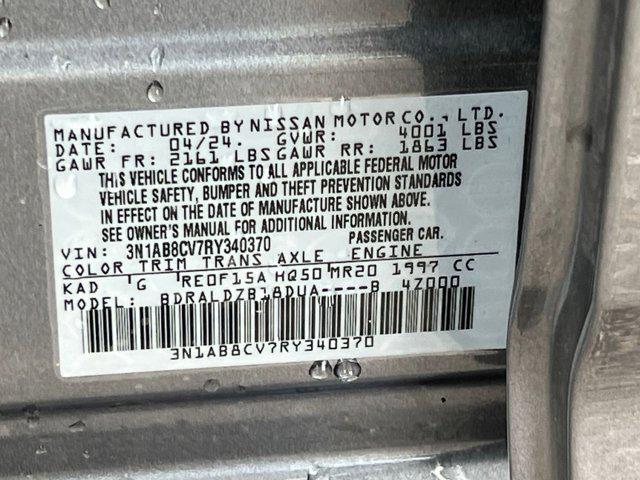 MANUFACTURED BY NISSAN MOTOR CO., LTD.
DATE: 04/24. GVWR: 4001 LBS
GAWR FR: 2161 LBS GAWR RR: 1863 LBS
THIS VEHICLE CONFORMS TO ALL APPLICABLE FEDERAL MOTOR
VEHICLE SAFETY, BUMPER AND THEFT PREVENTION STANDARDS
IN EFFECT ON THE DATE OF MANUFACTURE SHOWN ABOVE.
SEE OWNER'S MANUAL FOR ADDITIONAL INFORMATION.
VIN: 3N1AB8CV7RY340370 PASSENGER CAR.
COLOR TRIM TRANS AXLE ENGINE
KAD G RE0F15A HQ50 MR20 1997 CC
MODEL: BDRALDZB18DUA----B 4Z000
3N1AB8CV7RY340370